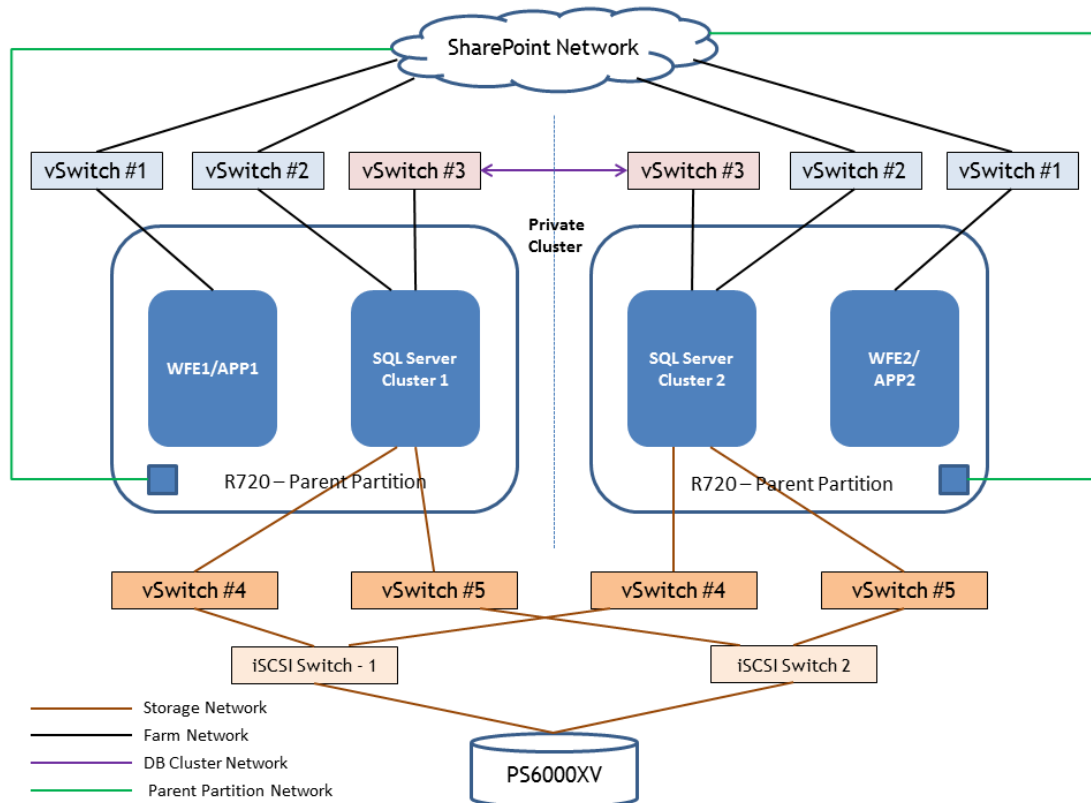 SharePoint Network
vSwitch #1
vSwitch #2
vSwitch #3
vSwitch #3
vSwitch #2
vSwitch #1
Private
Cluster
WFE1/APP1
SQL Server
Cluster 1
SQL Server
Cluster 2
WFE2/
APP2
R720 – Parent Partition
R720 – Parent Partition
vSwitch #4
vSwitch #5
vSwitch #4
vSwitch #5
iSCSI Switch - 1
iSCSI Switch 2
Storage Network
Farm Network
DB Cluster Network
Parent Partition Network
PS6000XV